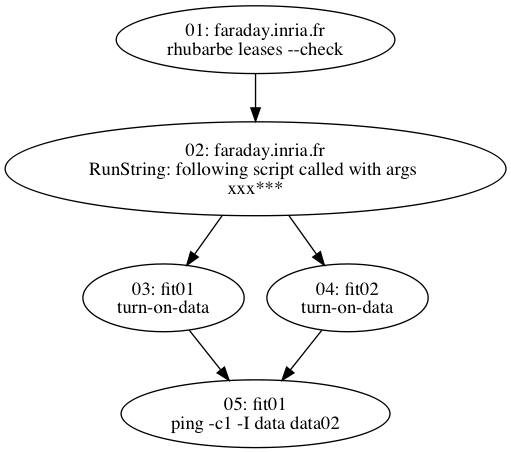 01: faraday.inria.fr
rhubarbe leases --check
02: faraday.inria.fr
RunString: following script called with args
xxx***
03: fit01
turn-on-data
04: fit02
turn-on-data
05: fit01
ping -c1 -I data data02